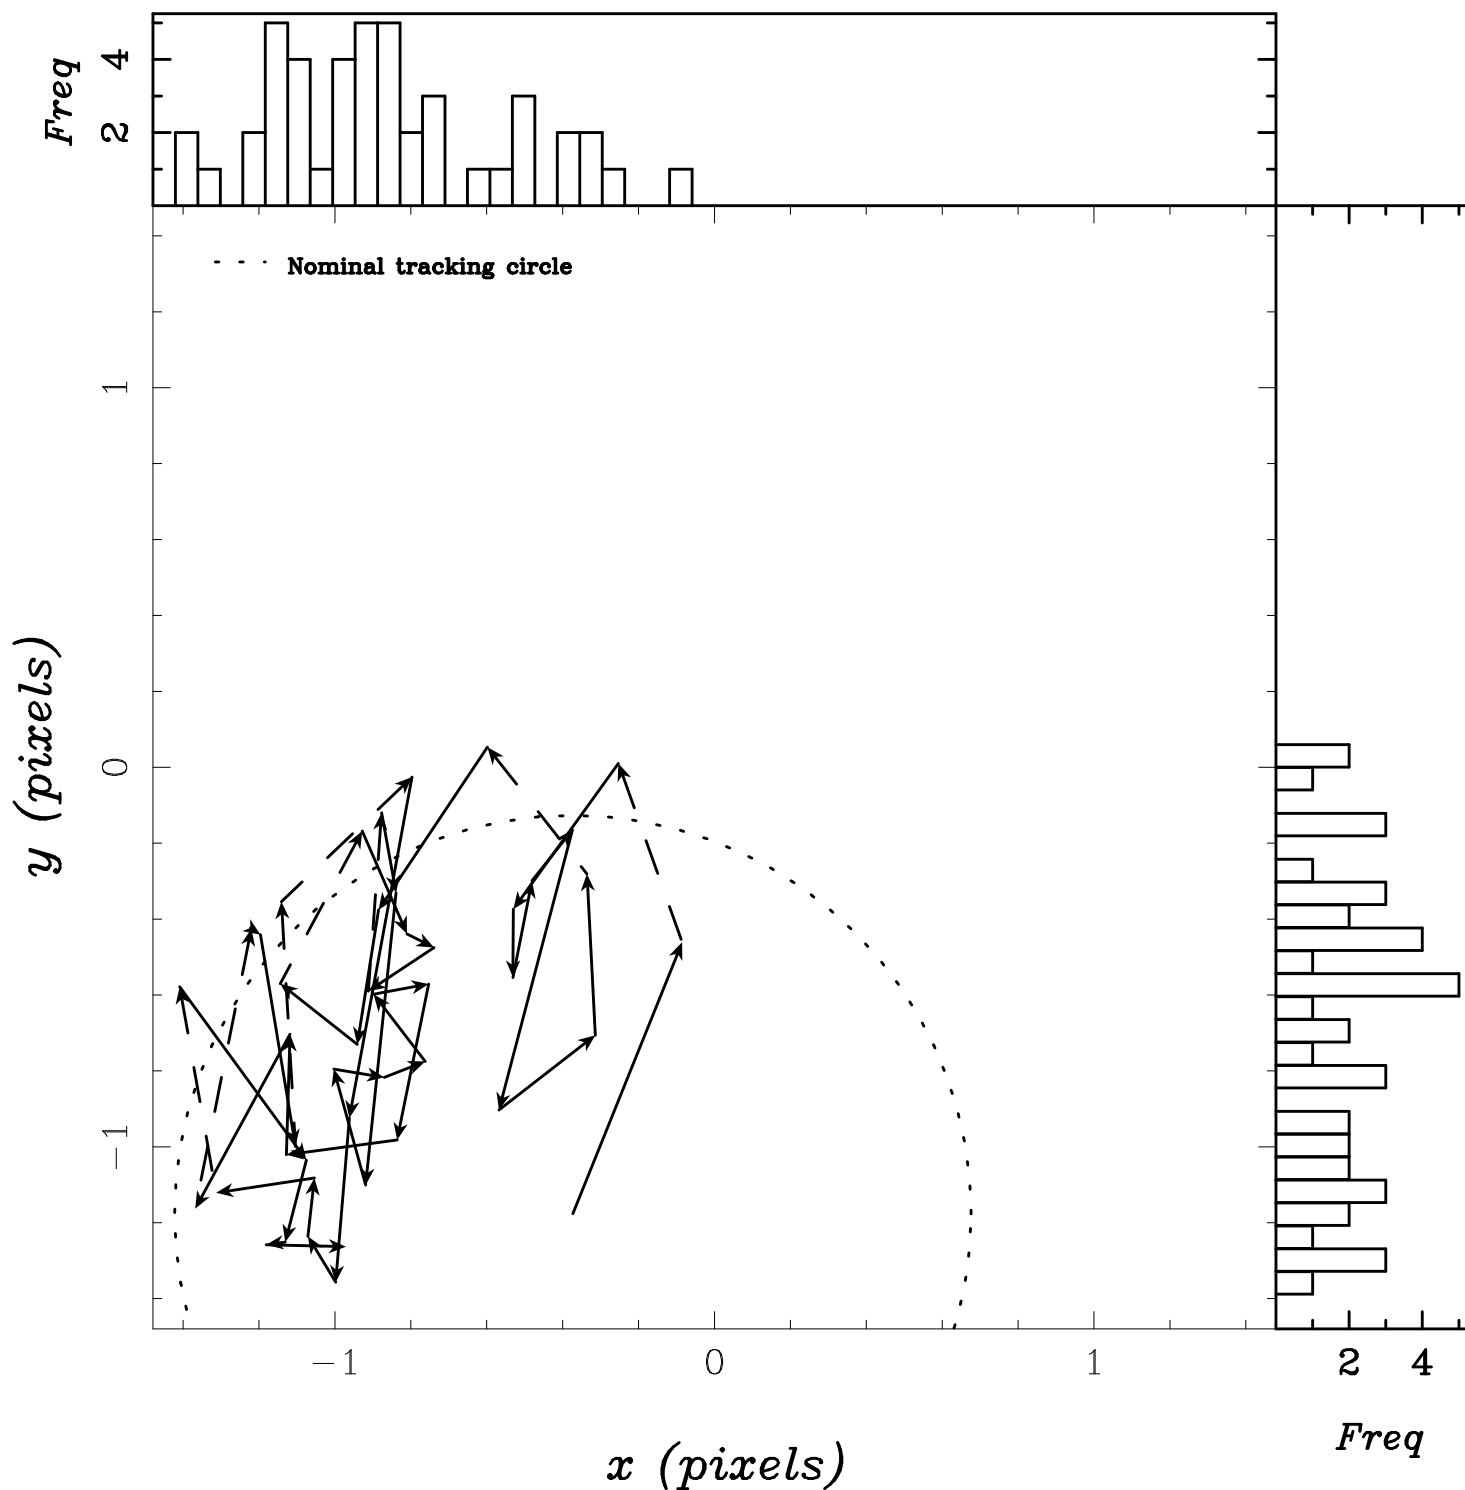 Freq
4
2
Nominal tracking circle
1
0
−1
y (pixels)
−1
0
1
x (pixels)
2 4
Freq